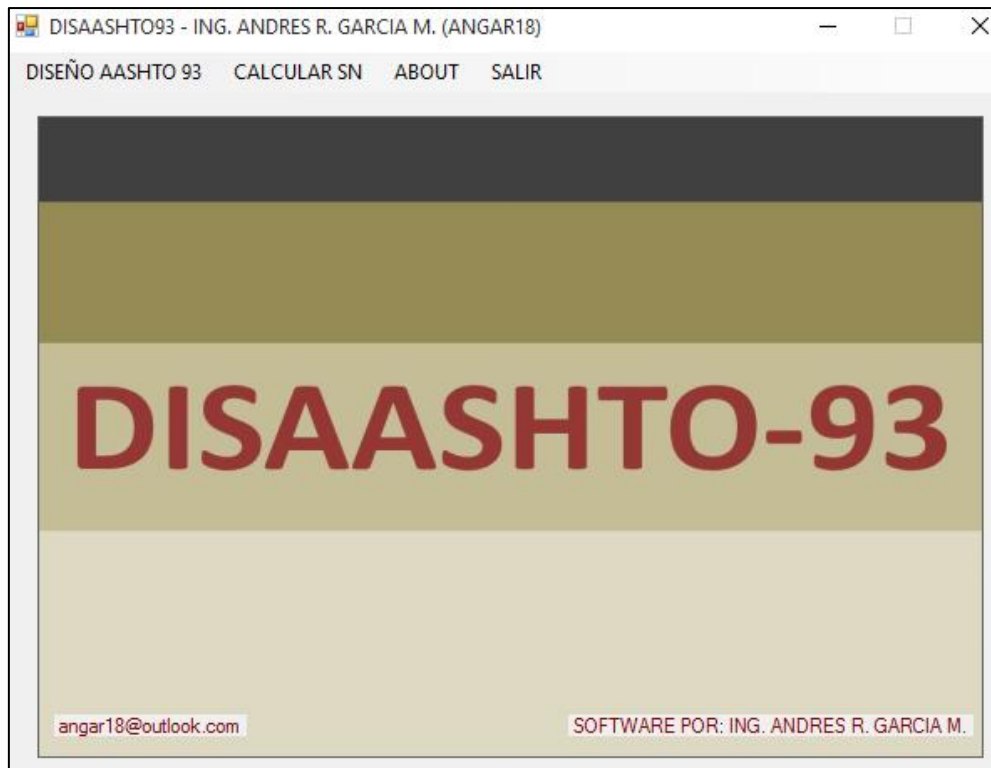 DISAASHTO93 - ING. ANDRES R. GARCIA M. (ANGAR18)
DISEÑO AASHTO 93 CALCULAR SN ABOUT SALIR
DISAASHTO-93
angar18@outlook.com SOFTWARE POR: ING. ANDRES R. GARCIA M.